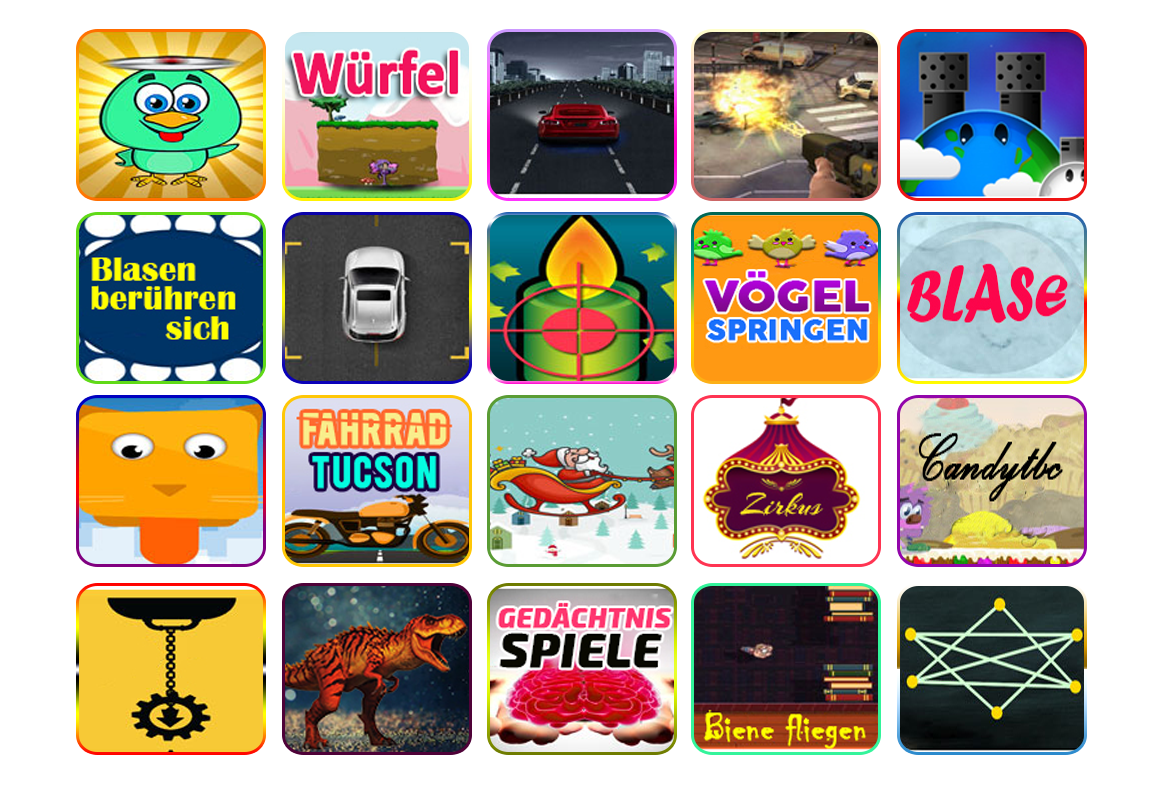 Würfel
Blasen
berühren
sich
VÖGEL
SPRINGEN
BLASe
FAHRRAD
TUCSON
Zirkus
Candytbc
GEDÄCHTNIS
SPIELE
Biene fliegen